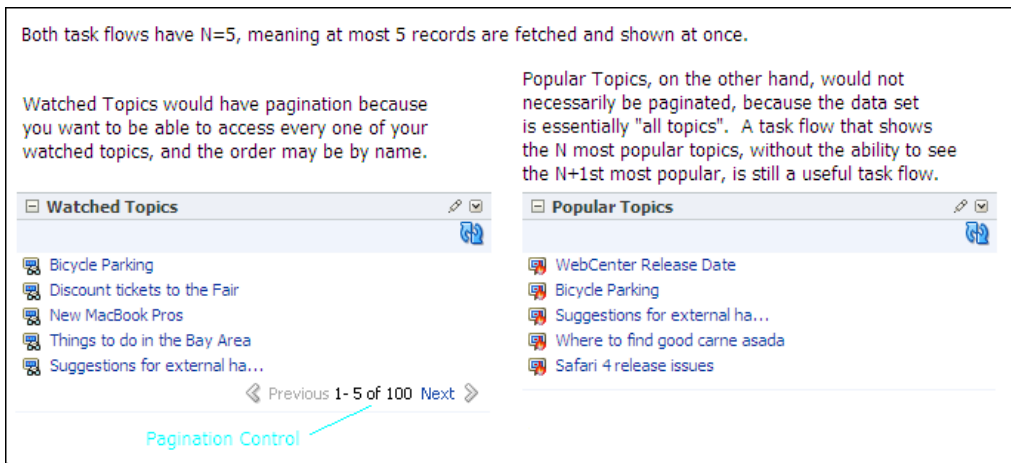 Both task flows have N=5, meaning at most 5 records are fetched and shown at once.
Watched Topics would have pagination because
you want to be able to access every one of your
watched topics, and the order may be by name.
Popular Topics, on the other hand, would not
necessarily be paginated, because the data set
is essentially "all topics". A task flow that shows
the N most popular topics, without the ability to see
the N+1st most popular, is still a useful task flow.
Watched Topics
Bicycle Parking
Discount tickets to the Fair
New MacBook Pros
Things to do in the Bay Area
Suggestions for external ha...
Previous 1- 5 of 100 Next
Pagination Control
Popular Topics
WebCenter Release Date
Bicycle Parking
Suggestions for external ha...
Where to find good carne asada
Safari 4 release issues